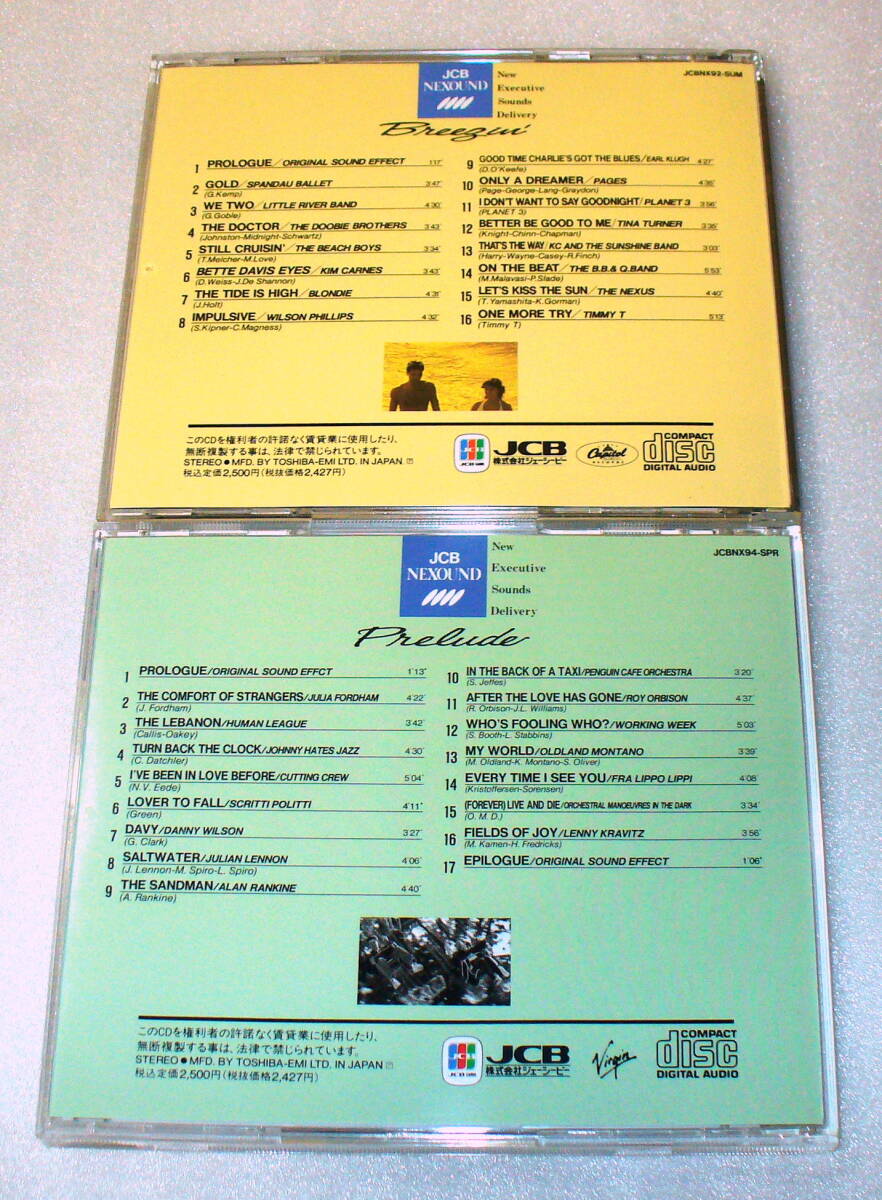 JCB
NEXOUND
New
Executive
Sounds
Delivery
JCBNX92-SUM
Breezin'
1 PROLOGUE/ORIGINAL SOUND EFFECT 1'17"
2 GOLD/SPANDAU BALLET 3'47"
(G.Kemp)
3 WE TWO/LITTLE RIVER BAND 4'30"
(G.Goble)
4 THE DOCTOR/THE DOOBIE BROTHERS 3'43"
(Johnston-Midnight-Schwartz)
5 STILL CRUISIN'/THE BEACH BOYS 3'34"
(T.Melcher-M.Love)
6 BETTE DAVIS EYES/KIM CARNES 3'43"
(D.Weiss-J.De Shannon)
7 THE TIDE IS HIGH/BLONDIE 4'31"
(J.Holt)
8 IMPULSIVE/WILSON PHILLIPS 4'32"
(S.Kipner-C.Magness)
9 GOOD TIME CHARLIE'S GOT THE BLUES/EARL KLUGH 4'27"
(D.O'Keefe)
10 ONLY A DREAMER/PAGES 4'36"
(Page-George-Lang-Graydon)
11 I DON'T WANT TO SAY GOODNIGHT/PLANET 3 3'56"
(PLANET 3)
12 BETTER BE GOOD TO ME/TINA TURNER 3'35"
(Knight-Chinn-Chapman)
13 THAT'S THE WAY/KC AND THE SUNSHINE BAND 3'03"
(Harry-Wayne-Casey-R.Finch)
14 ON THE BEAT/THE B.B.& Q.BAND 5'53"
(M.Malavasi-P.Slade)
15 LET'S KISS THE SUN/THE NEXUS 4'40"
(T.Yamashita-K.Gorman)
16 ONE MORE TRY/TIMMY T 5'13"
(Timmy T)
このCDを権利者の許諾なく賃貸業に使用したり、
無断複製する事は、法律で禁じられています。
STEREO●MFD. BY TOSHIBA-EMI LTD. IN JAPAN
税込定価2,500円(税抜価格2,427円)
JCB
株式会社ジェーシービー
Capitol
RECORDS
COMPACT
disc
DIGITAL AUDIO
JCB
NEXOUND
New
Executive
Sounds
Delivery
JCBNX94-SPR
Prelude
1 PROLOGUE/ORIGINAL SOUND EFFCT 1'13"
2 THE COMFORT OF STRANGERS/JULIA FORDHAM 4'22"
(J. Fordham)
3 THE LEBANON/HUMAN LEAGUE 3'42"
(Callis-Oakey)
4 TURN BACK THE CLOCK/JOHNNY HATES JAZZ 4'30"
(C. Datchler)
5 I'VE BEEN IN LOVE BEFORE/CUTTING CREW 5'04"
(N.V. Eede)
6 LOVER TO FALL/SCRITTI POLITTI 4'11"
(Green)
7 DAVY/DANNY WILSON 3'27"
(G. Clark)
8 SALTWATER/JULIAN LENNON 4'06"
(J. Lennon-M. Spiro-L. Spiro)
9 THE SANDMAN/ALAN RANKINE 4'40"
(A. Rankine)
10 IN THE BACK OF A TAXI/PENGUIN CAFE ORCHESTRA 3'20"
(S. Jeffes)
11 AFTER THE LOVE HAS GONE/ROY ORBISON 4'37"
(R. Orbison-J.L. Williams)
12 WHO'S FOOLING WHO?/WORKING WEEK 5'03"
(S. Booth-L. Stabbins)
13 MY WORLD/OLDLAND MONTANO 3'39"
(M. Oldland-K. Montano-S. Oliver)
14 EVERY TIME I SEE YOU/FRA LIPPO LIPPI 4'08"
(Kristoffersen-Sorensen)
15 (FOREVER) LIVE AND DIE/ORCHESTRAL MANOEUVRES IN THE DARK 3'34"
(O. M. D.)
16 FIELDS OF JOY/LENNY KRAVITZ 3'56"
(M. Kamen-H. Fredricks)
17 EPILOGUE/ORIGINAL SOUND EFFECT 1'06"
このCDを権利者の許諾なく賃貸業に使用したり、
無断複製する事は、法律で禁じられています。
STEREO●MFD. BY TOSHIBA-EMI LTD. IN JAPAN
税込定価2,500円(税抜価格2,427円)
JCB
株式会社ジェーシービー
Virgin
COMPACT
disc
DIGITAL AUDIO